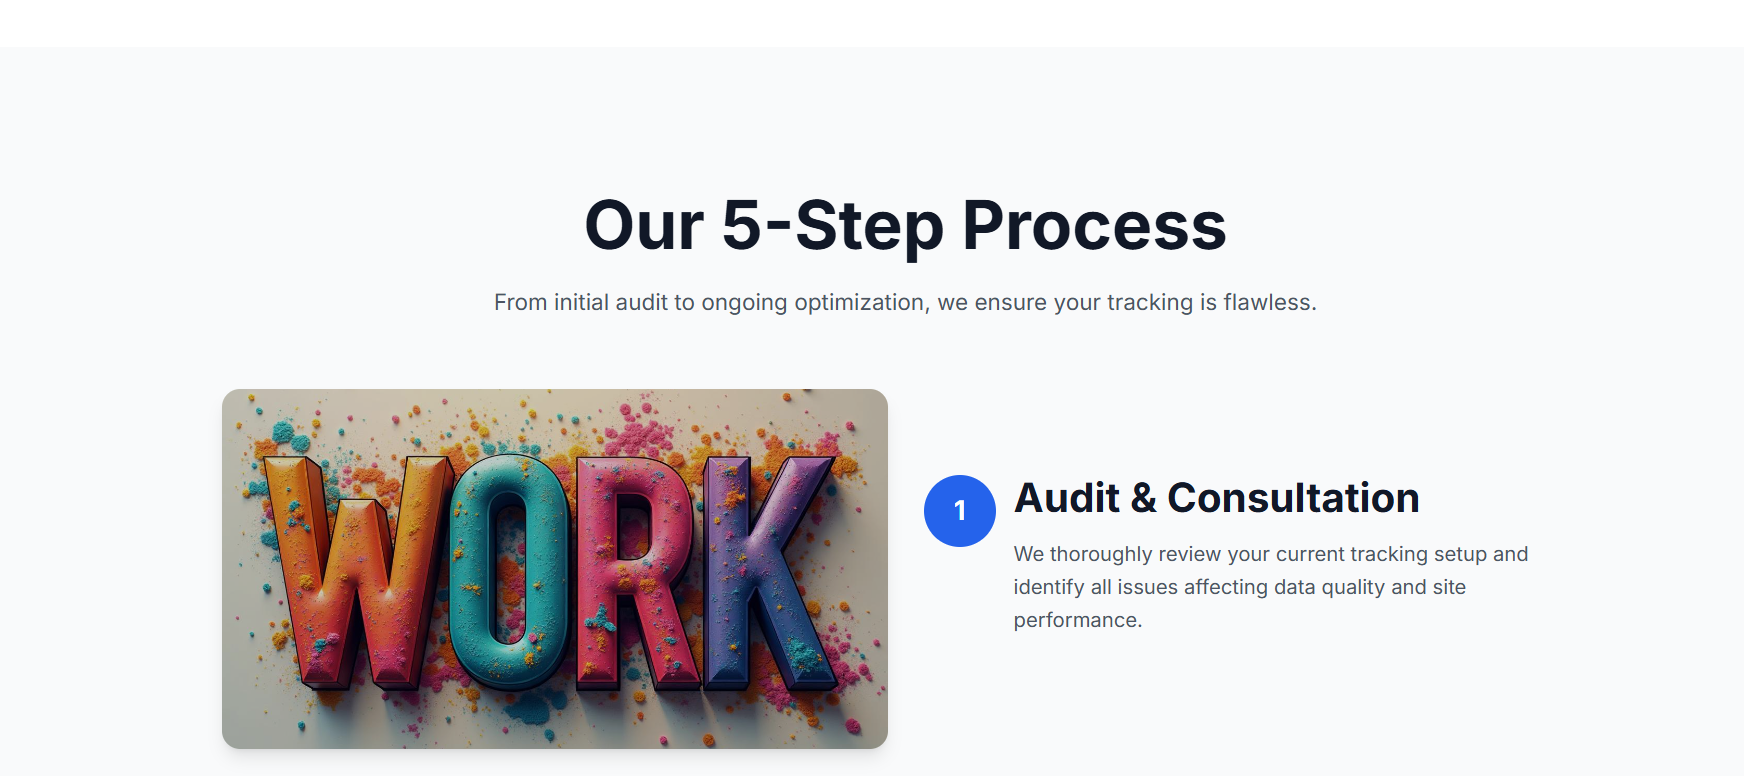 Our 5-Step Process
From initial audit to ongoing optimization, we ensure your tracking is flawless.
WORK
1
Audit & Consultation
We thoroughly review your current tracking setup and
identify all issues affecting data quality and site
performance.